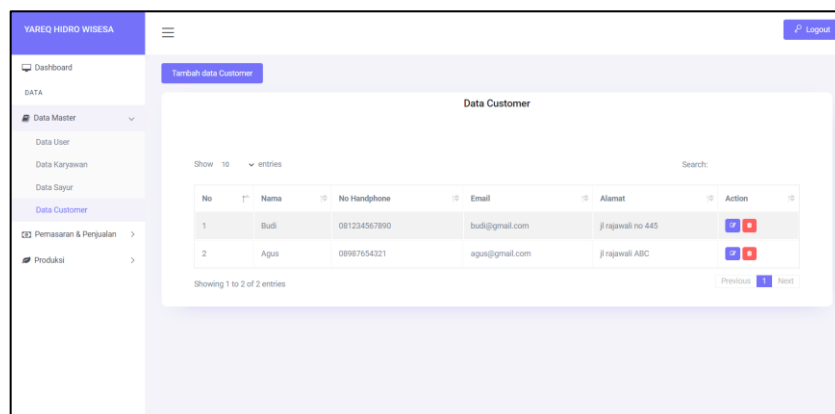 YAREQ HIDRO WISESA
Logout
Dashboard
DATA
Data Master
Data User
Data Karyawan
Data Sayur
Data Customer
Pemasaran & Penjualan
Produksi
Tambah data Customer
Data Customer
Show 10 entries
Search:
No Nama No Handphone Email Alamat Action
1 Budi 081234567890 budi@gmail.com jl rajawali no 445
2 Agus 08987654321 agus@gmail.com jl rajawali ABC
Showing 1 to 2 of 2 entries
Previous 1 Next